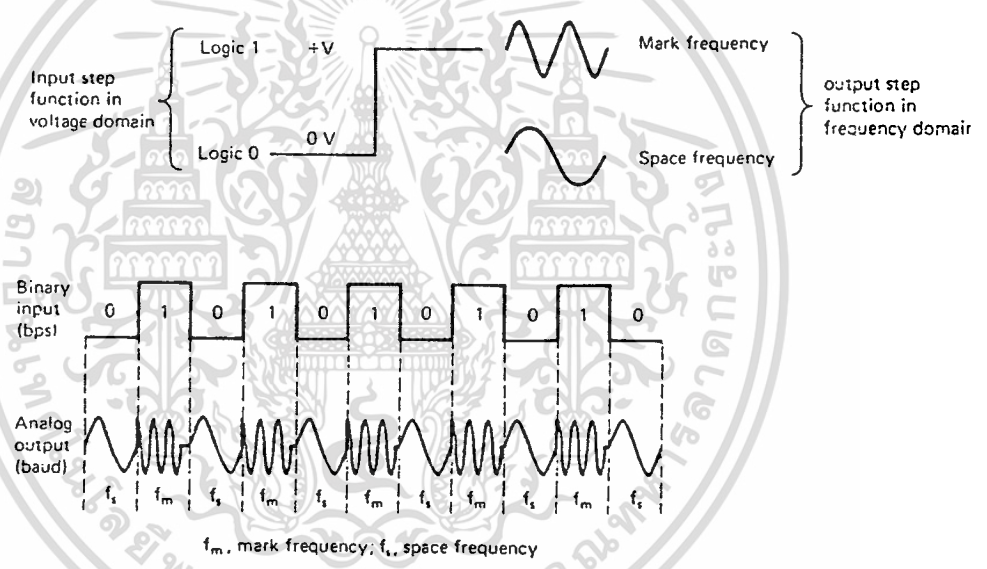 Logic 1 +V
Mark frequency
Input step
function in
voltage domain
output step
function in
frequency domain
0 V
Logic 0
Space frequency
Binary
input
(bps)
0 1 0 1 0 1 0 1 0 1 0
Analog
output
(baud)
fs fm fs fm fs fm fs fm fs fm fs
fm, mark frequency; fs, space frequency